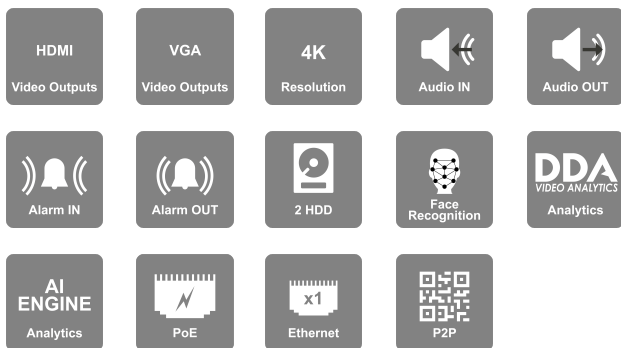 HDMI
Video Outputs
VGA
Video Outputs
4K
Resolution
Audio IN
Audio OUT
Alarm IN
Alarm OUT
2 HDD
Face
Recognition
DDA
VIDEO ANALYTICS
Analytics
AI
ENGINE
Analytics
PoE
x1
Ethernet
P2P